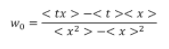 w₀ = (< tx > −< t >< x >) / (< x² > −< x >²)